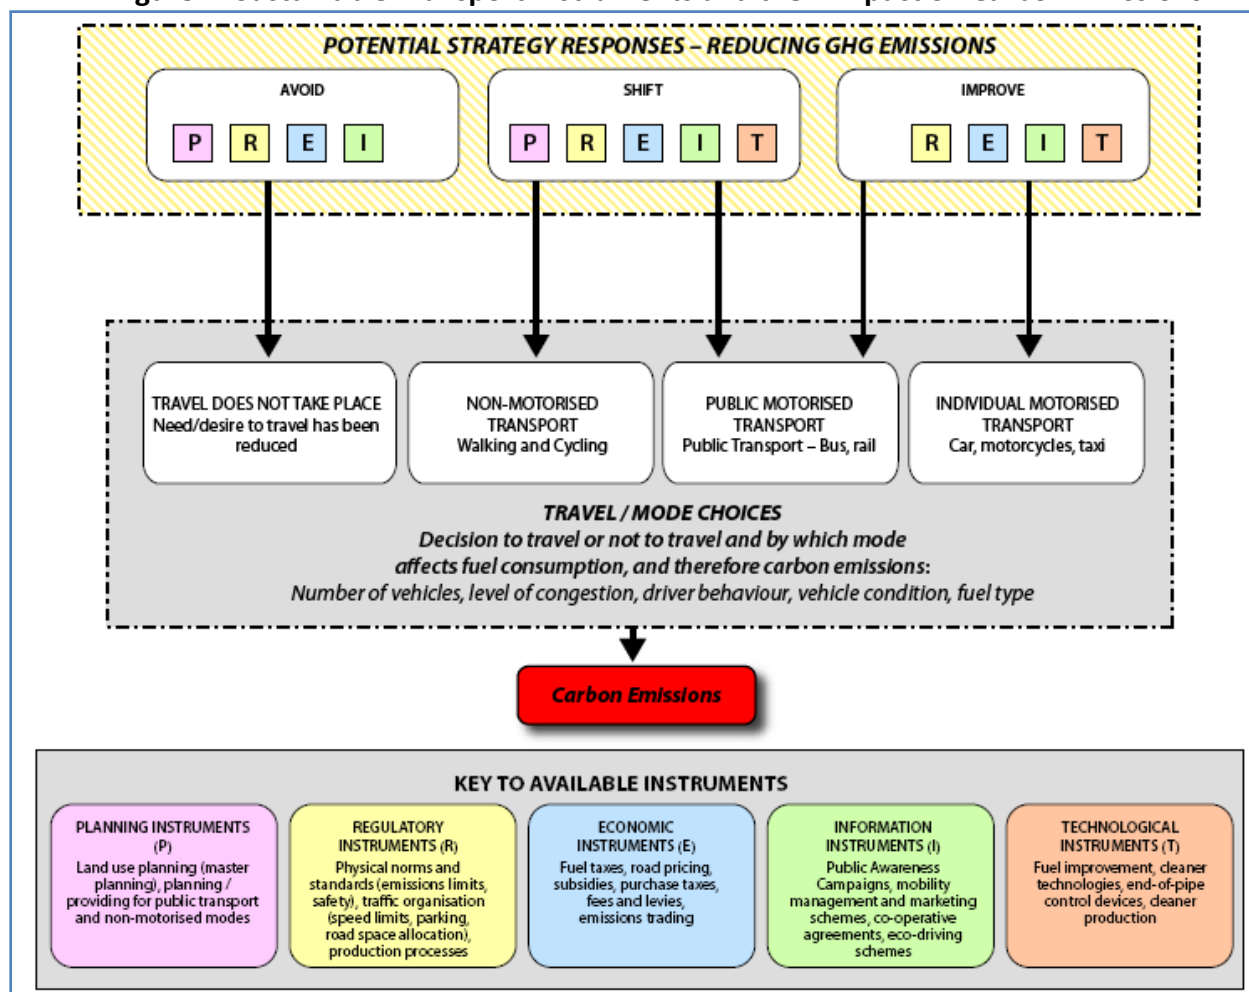 POTENTIAL STRATEGY RESPONSES – REDUCING GHG EMISSIONS
AVOID
P R E I
SHIFT
P R E I T
IMPROVE
R E I T
TRAVEL DOES NOT TAKE PLACE
Need/desire to travel has been
reduced
NON-MOTORISED
TRANSPORT
Walking and Cycling
PUBLIC MOTORISED
TRANSPORT
Public Transport – Bus, rail
INDIVIDUAL MOTORISED
TRANSPORT
Car, motorcycles, taxi
TRAVEL / MODE CHOICES
Decision to travel or not to travel and by which mode
affects fuel consumption, and therefore carbon emissions:
Number of vehicles, level of congestion, driver behaviour, vehicle condition, fuel type
Carbon Emissions
KEY TO AVAILABLE INSTRUMENTS
PLANNING INSTRUMENTS
(P)
Land use planning (master
planning), planning /
providing for public transport
and non-motorised modes
REGULATORY
INSTRUMENTS (R)
Physical norms and
standards (emissions limits,
safety), traffic organisation
(speed limits, parking,
road space allocation),
production processes
ECONOMIC
INSTRUMENTS (E)
Fuel taxes, road pricing,
subsidies, purchase taxes,
fees and levies,
emissions trading
INFORMATION
INSTRUMENTS (I)
Public Awareness
Campaigns, mobility
management and marketing
schemes, co-operative
agreements, eco-driving
schemes
TECHNOLOGICAL
INSTRUMENTS (T)
Fuel improvement, cleaner
technologies, end-of-pipe
control devices, cleaner
production